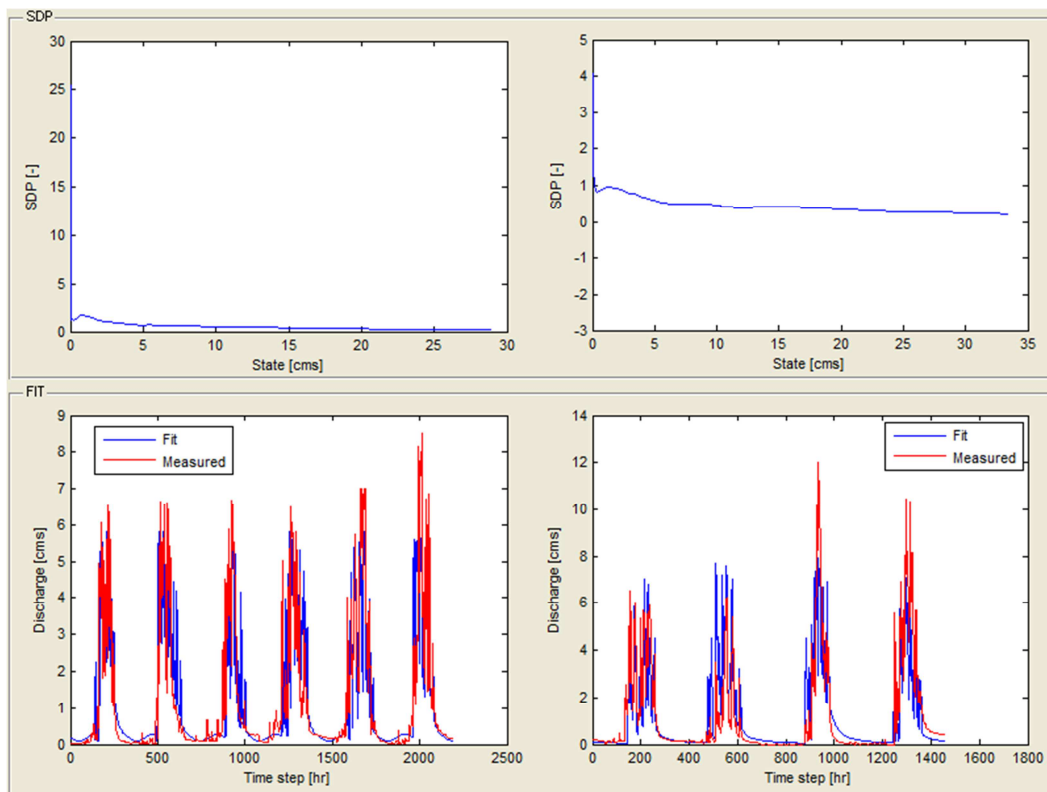 SDP
30
25
20
15
10
5
0
SDP [-]
0 5 10 15 20 25 30
State [cms]
5
4
3
2
1
0
-1
-2
-3
SDP [-]
0 5 10 15 20 25 30 35
State [cms]
FIT
9
8
7
6
5
4
3
2
1
0
Discharge [cms]
Fit
Measured
0 500 1000 1500 2000 2500
Time step [hr]
14
12
10
8
6
4
2
0
Discharge [cms]
Fit
Measured
0 200 400 600 800 1000 1200 1400 1600 1800
Time step [hr]